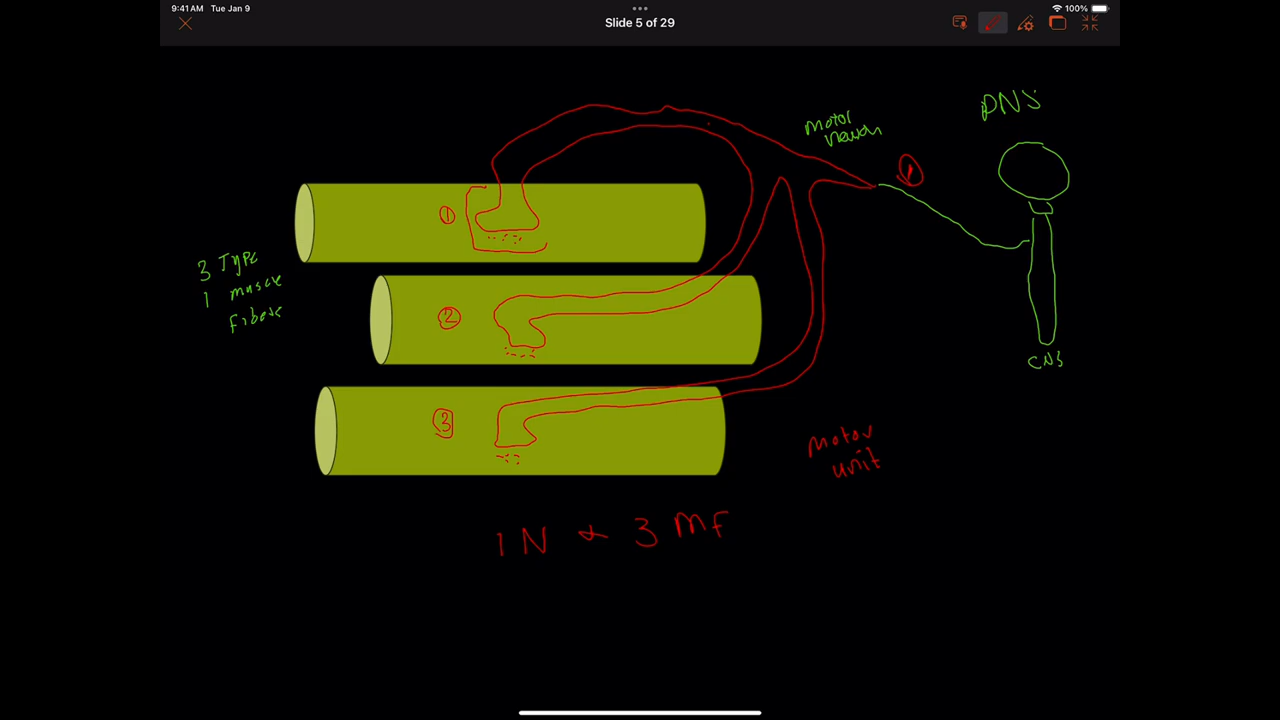 9:41 AM Tue Jan 9
100%
Slide 5 of 29
PNS
motor
neuron
1
1
3 Type
1 muscle
Fibers
2
CNS
3
motor
unit
1 N & 3 MF